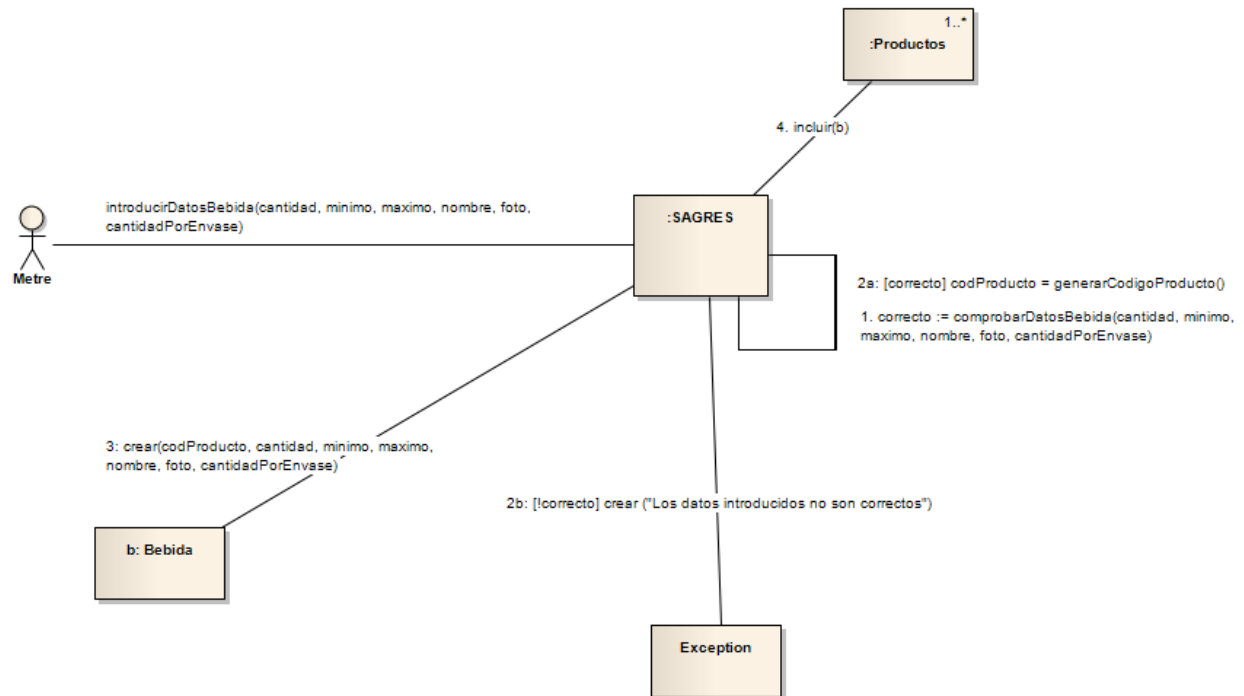 1..*
:Productos
4. incluir(b)
introducirDatosBebida(cantidad, minimo, maximo, nombre, foto,
cantidadPorEnvase)
:SAGRES
Metre
2a: [correcto] codProducto = generarCodigoProducto()
1. correcto := comprobarDatosBebida(cantidad, minimo,
maximo, nombre, foto, cantidadPorEnvase)
3: crear(codProducto, cantidad, minimo, maximo,
nombre, foto, cantidadPorEnvase)
2b: [!correcto] crear ("Los datos introducidos no son correctos")
b: Bebida
Exception